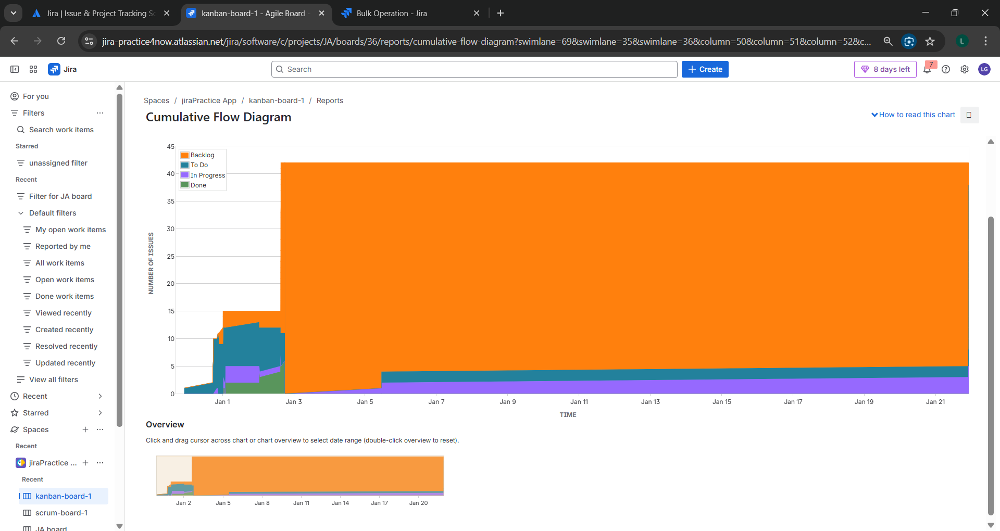 Jira | Issue & Project Tracking So
kanban-board-1 - Agile Board -
Bulk Operation - Jira
jira-practice4now.atlassian.net/jira/software/c/projects/JA/boards/36/reports/cumulative-flow-diagram?swimlane=69&swimlane=35&swimlane=36&column=50&column=51&column=52&c...
L
Jira
Search
Create
8 days left
7
LG
For you
Filters
Search work items
Starred
unassigned filter
Recent
Filter for JA board
Default filters
My open work items
Reported by me
All work items
Open work items
Done work items
Viewed recently
Created recently
Resolved recently
Updated recently
View all filters
Recent
Starred
Spaces
Recent
jiraPractice ...
Recent
kanban-board-1
scrum-board-1
JA board
Spaces / jiraPractice App / kanban-board-1 / Reports
Cumulative Flow Diagram
How to read this chart
Backlog
To Do
In Progress
Done
NUMBER OF ISSUES
45
40
35
30
25
20
15
10
5
0
Jan 1 Jan 3 Jan 5 Jan 7 Jan 9 Jan 11 Jan 13 Jan 15 Jan 17 Jan 19 Jan 21
TIME
Overview
Click and drag cursor across chart or chart overview to select date range (double-click overview to reset).
Jan 2 Jan 5 Jan 8 Jan 11 Jan 14 Jan 17 Jan 20